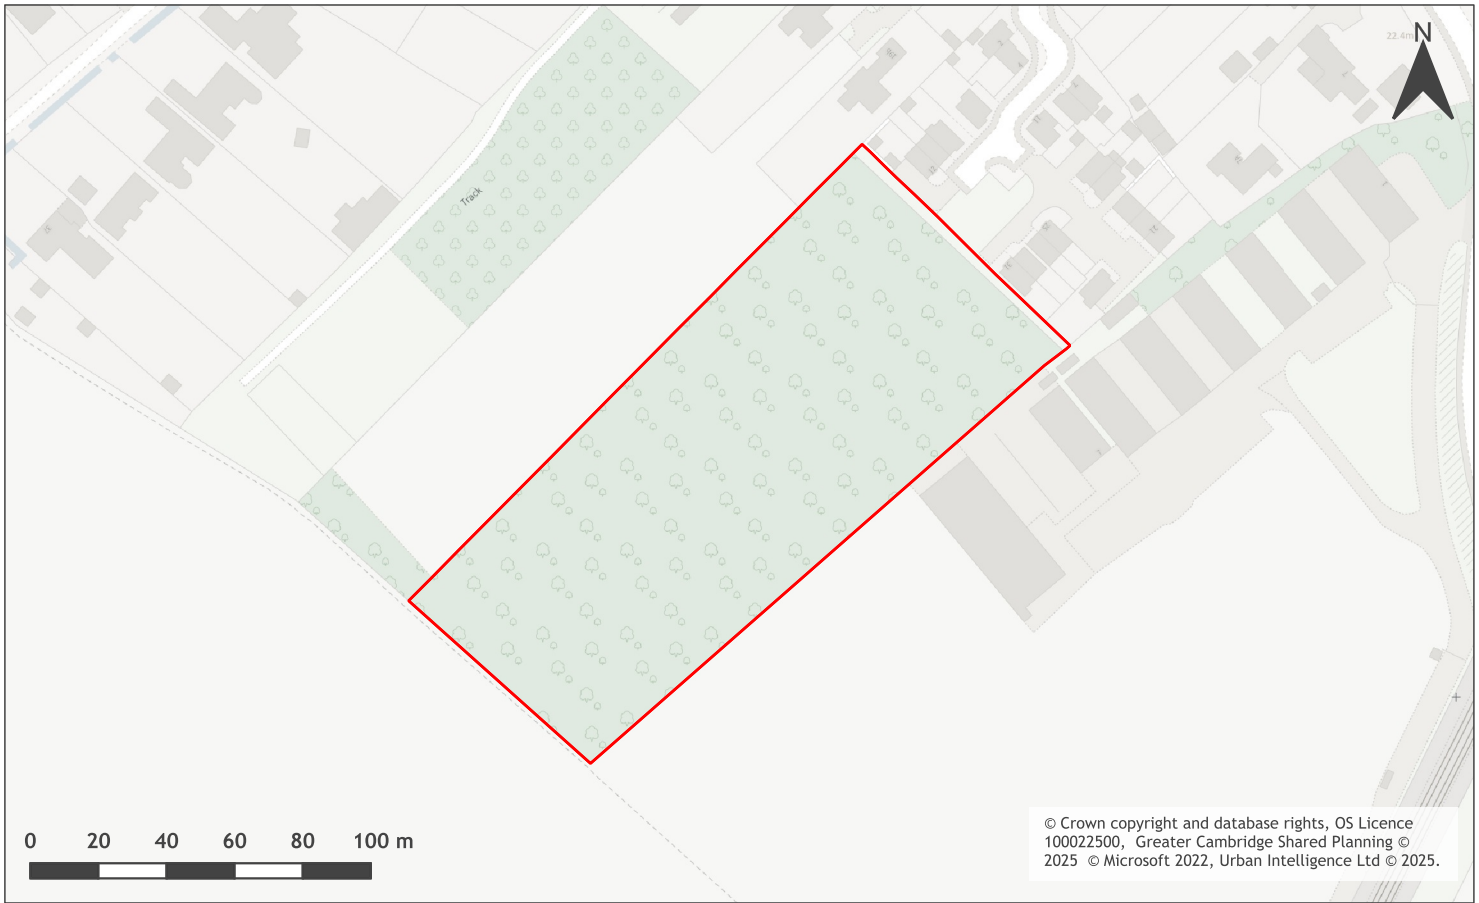 22.4m
N
Track
0 20 40 60 80 100 m
© Crown copyright and database rights, OS Licence
100022500, Greater Cambridge Shared Planning ©
2025 © Microsoft 2022, Urban Intelligence Ltd © 2025.